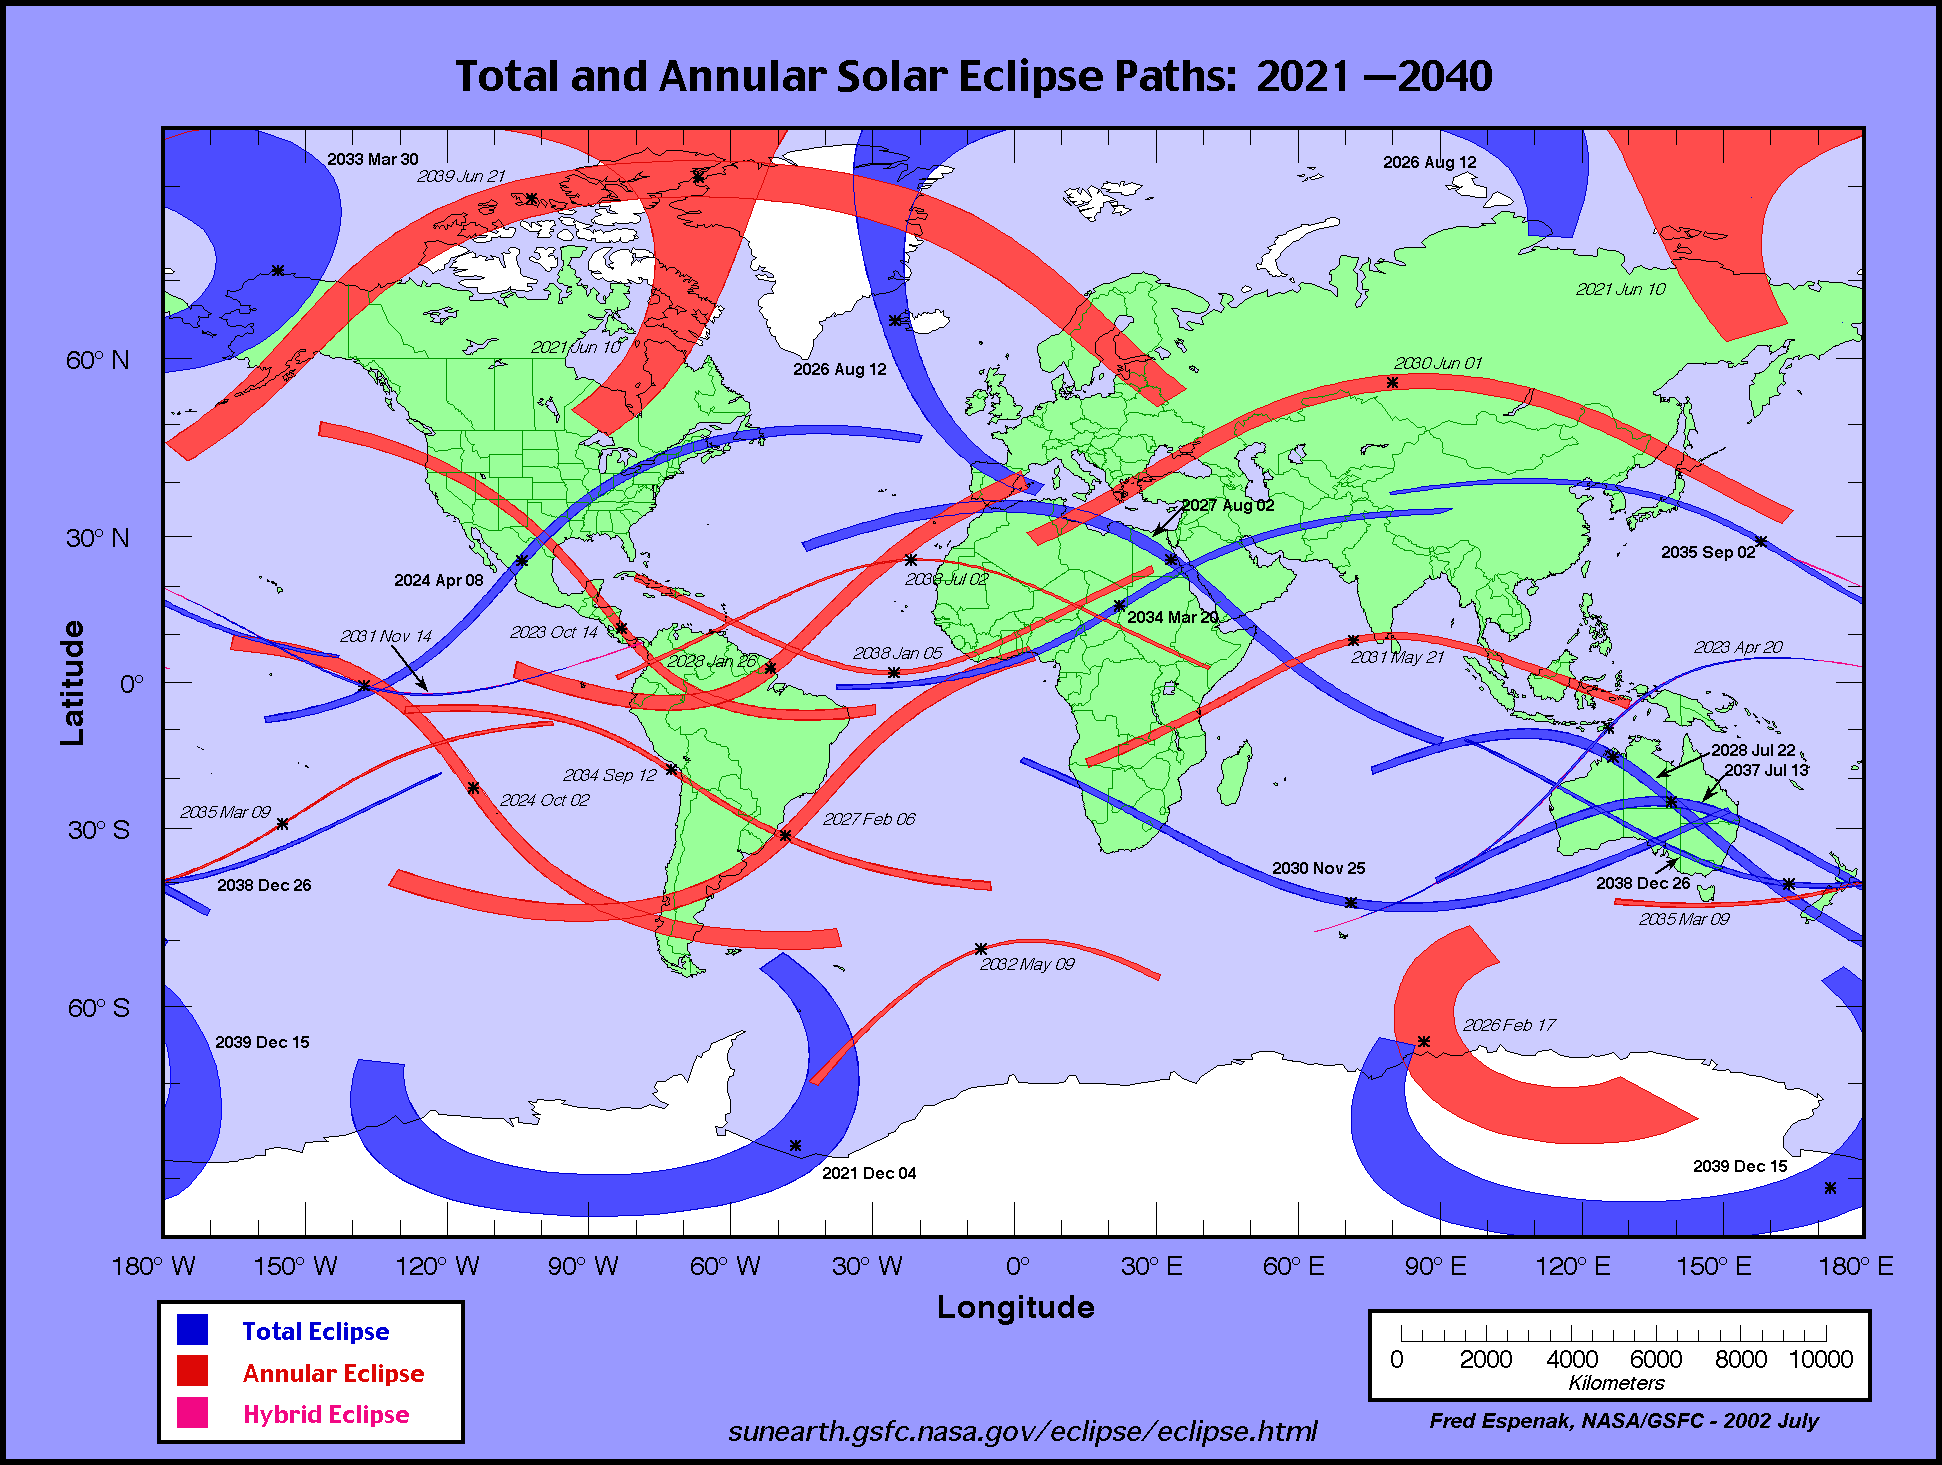 Total and Annular Solar Eclipse Paths: 2021 —2040
2033 Mar 30
2039 Jun 21
2026 Aug 12
2021 Jun 10
2021 Jun 10
2026 Aug 12
2030 Jun 01
60° N
2027 Aug 02
30° N
2035 Sep 02
2024 Apr 08
2038 Jul 02
2034 Mar 20
2031 Nov 14
2023 Oct 14
2028 Jan 26
2038 Jan 05
2031 May 21
2023 Apr 20
0°
Latitude
2028 Jul 22
2037 Jul 13
2034 Sep 12
2024 Oct 02
2035 Mar 09
2027 Feb 06
30° S
2030 Nov 25
2038 Dec 26
2038 Dec 26
2035 Mar 09
2032 May 09
60° S
2026 Feb 17
2039 Dec 15
2021 Dec 04
2039 Dec 15
180° W 150° W 120° W 90° W 60° W 30° W 0° 30° E 60° E 90° E 120° E 150° E 180° E
Longitude
Total Eclipse
Annular Eclipse
Hybrid Eclipse
0 2000 4000 6000 8000 10000
Kilometers
sunearth.gsfc.nasa.gov/eclipse/eclipse.html
Fred Espenak, NASA/GSFC - 2002 July